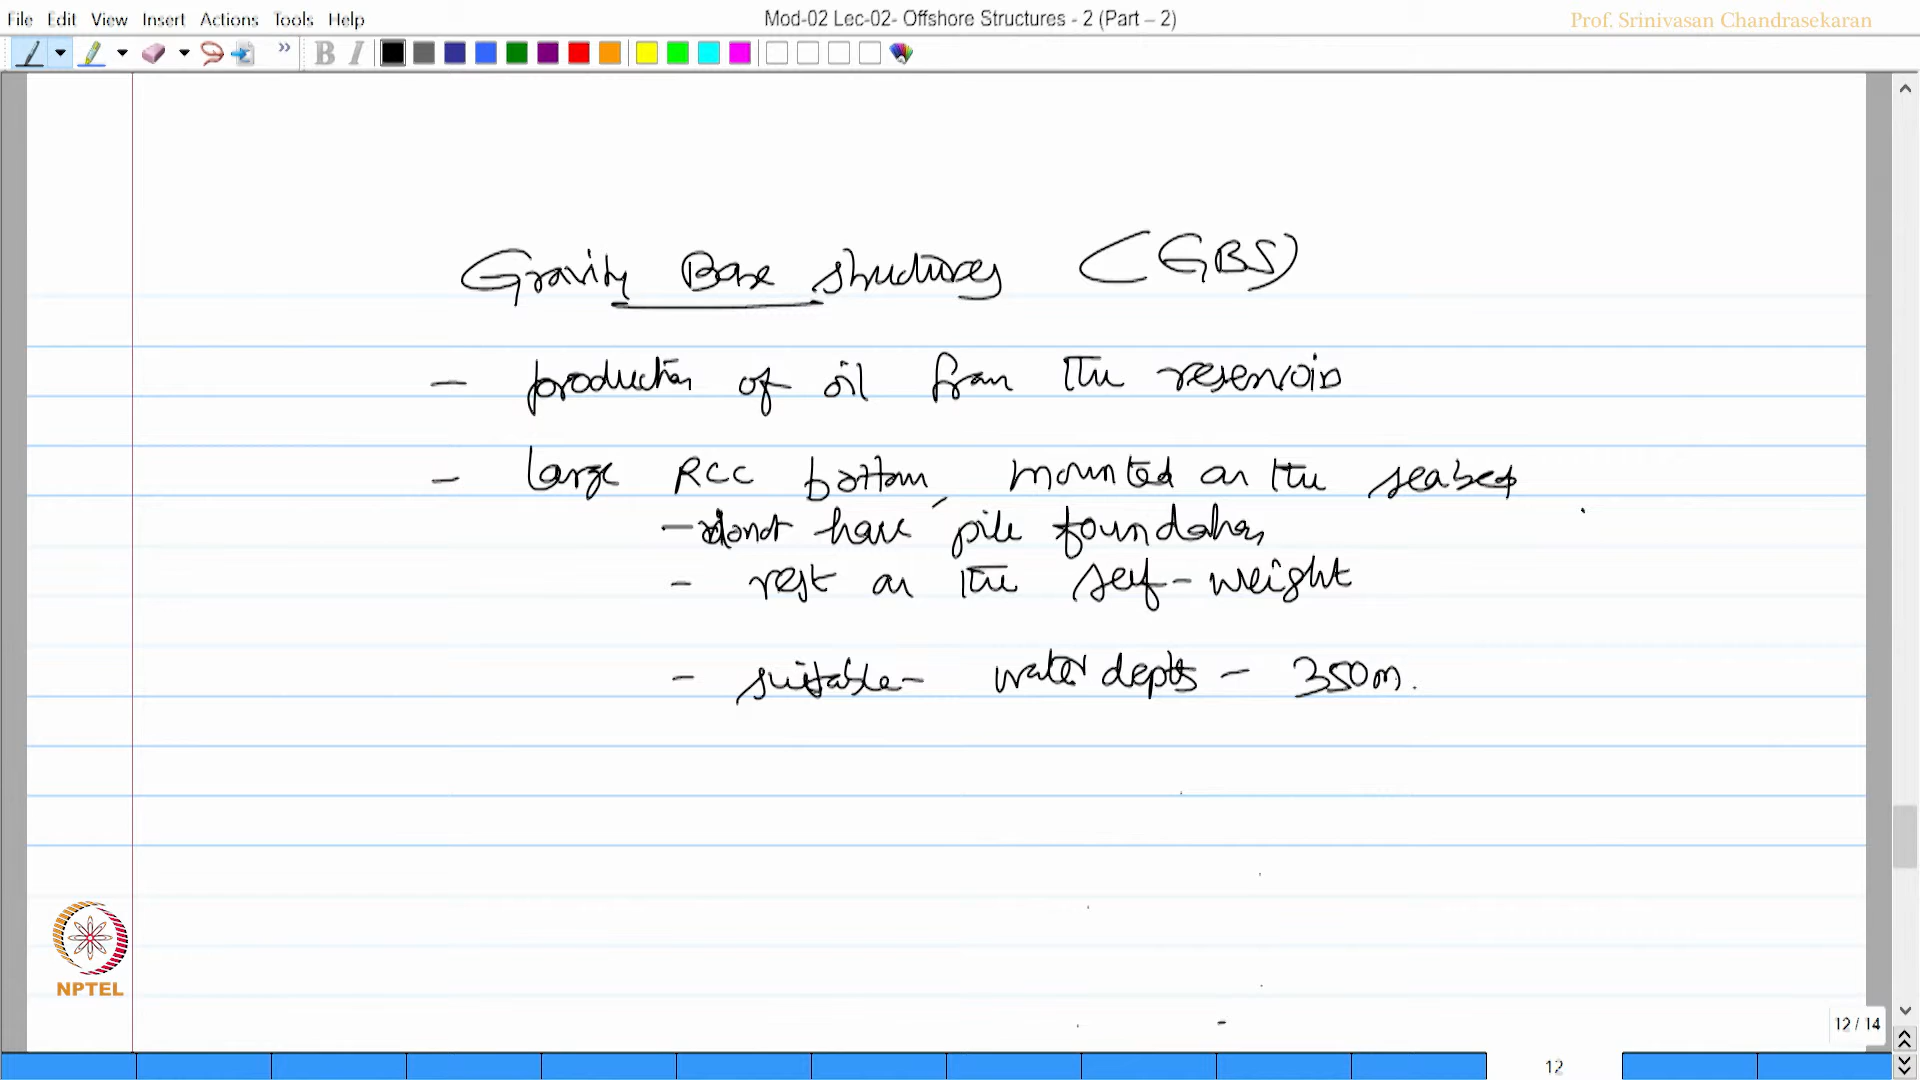 File Edit View Insert Actions Tools Help
Mod-02 Lec-02- Offshore Structures - 2 (Part – 2)
Prof. Srinivasan Chandrasekaran
B I
Gravity Base structures (GBS)
- production of oil from the reservoir
- large RCC bottom, mounted on the seabed
- donot have pile foundation
- rest on the self-weight
- suitable - water depths - 350m.
NPTEL
12 / 14
12